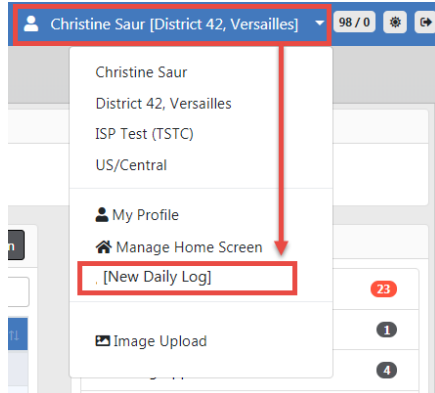 Christine Saur [District 42, Versailles]
98 / 0
Christine Saur
District 42, Versailles
ISP Test (TSTC)
US/Central
My Profile
Manage Home Screen
[New Daily Log]
23
1
Image Upload
4